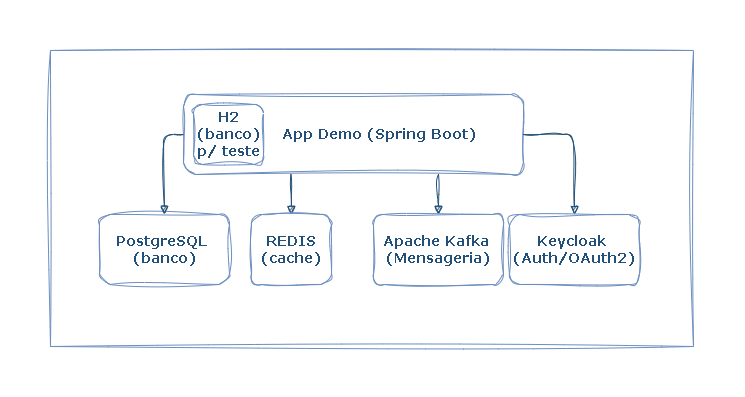 H2
(banco)
p/ teste
App Demo (Spring Boot)
PostgreSQL
(banco)
REDIS
(cache)
Apache Kafka
(Mensageria)
Keycloak
(Auth/OAuth2)